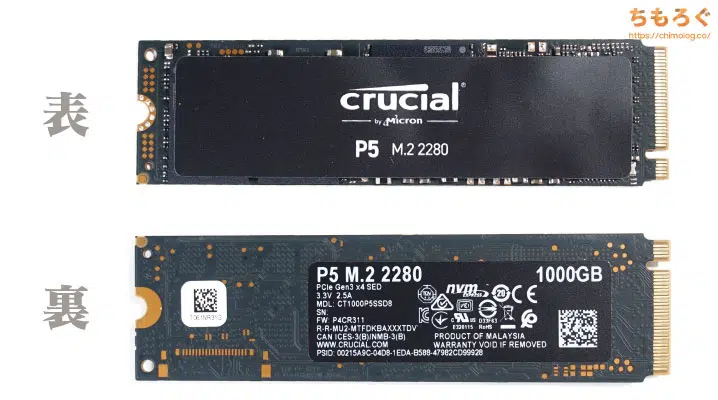 ちもろぐ
https://chimolog.co/
表
crucial
by Micron
P5 M.2 2280
裏
P5 M.2 2280 1000GB
PCIe Gen3 x4 SED
3.3V 2.5A
MDL: CT1000P5SSD8
SN:
FW: P4CR311
R-R-MU2-MTFDKBAXXXTDV
CAN ICES-3(B)/NMB-3(B)
WWW.CRUCIAL.COM
PSID: 00215A9C-04D8-1EDA-B588-47982CD99928
nvm
EXPRESS
20
CE
E328115 RoHS D33F63
PRODUCT OF MALAYSIA
WARRANTY VOID IF REMOVED